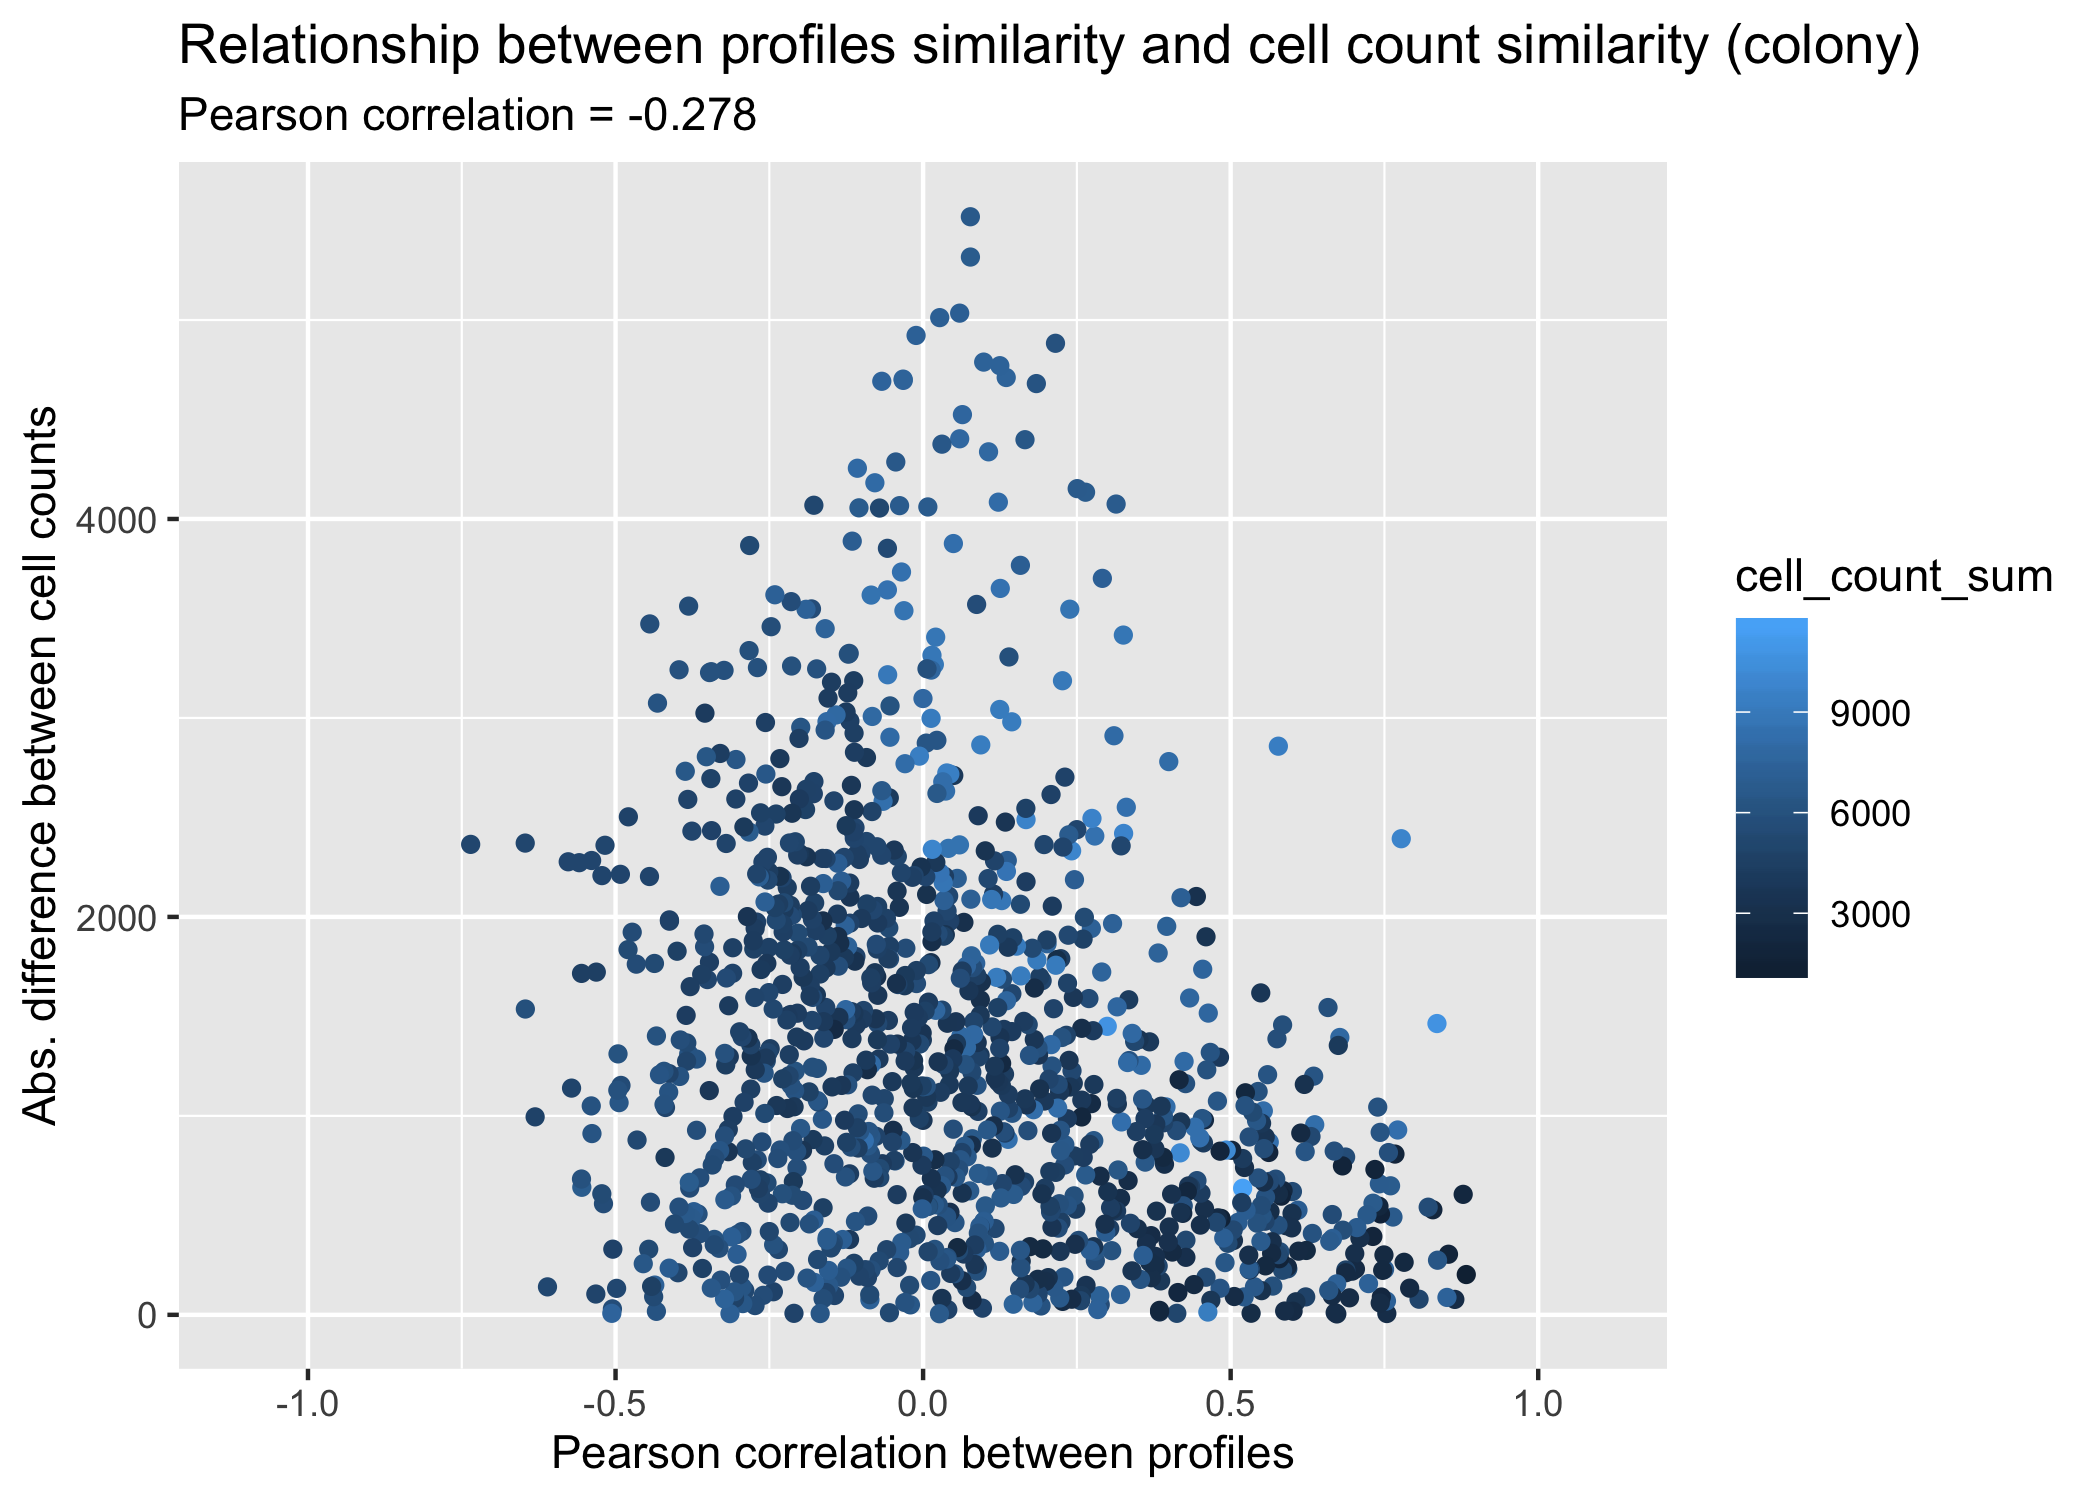 Relationship between profiles similarity and cell count similarity (colony)
Pearson correlation = -0.278
Abs. difference between cell counts
4000
2000
0
-1.0
-0.5
0.0
0.5
1.0
Pearson correlation between profiles
cell_count_sum
9000
6000
3000